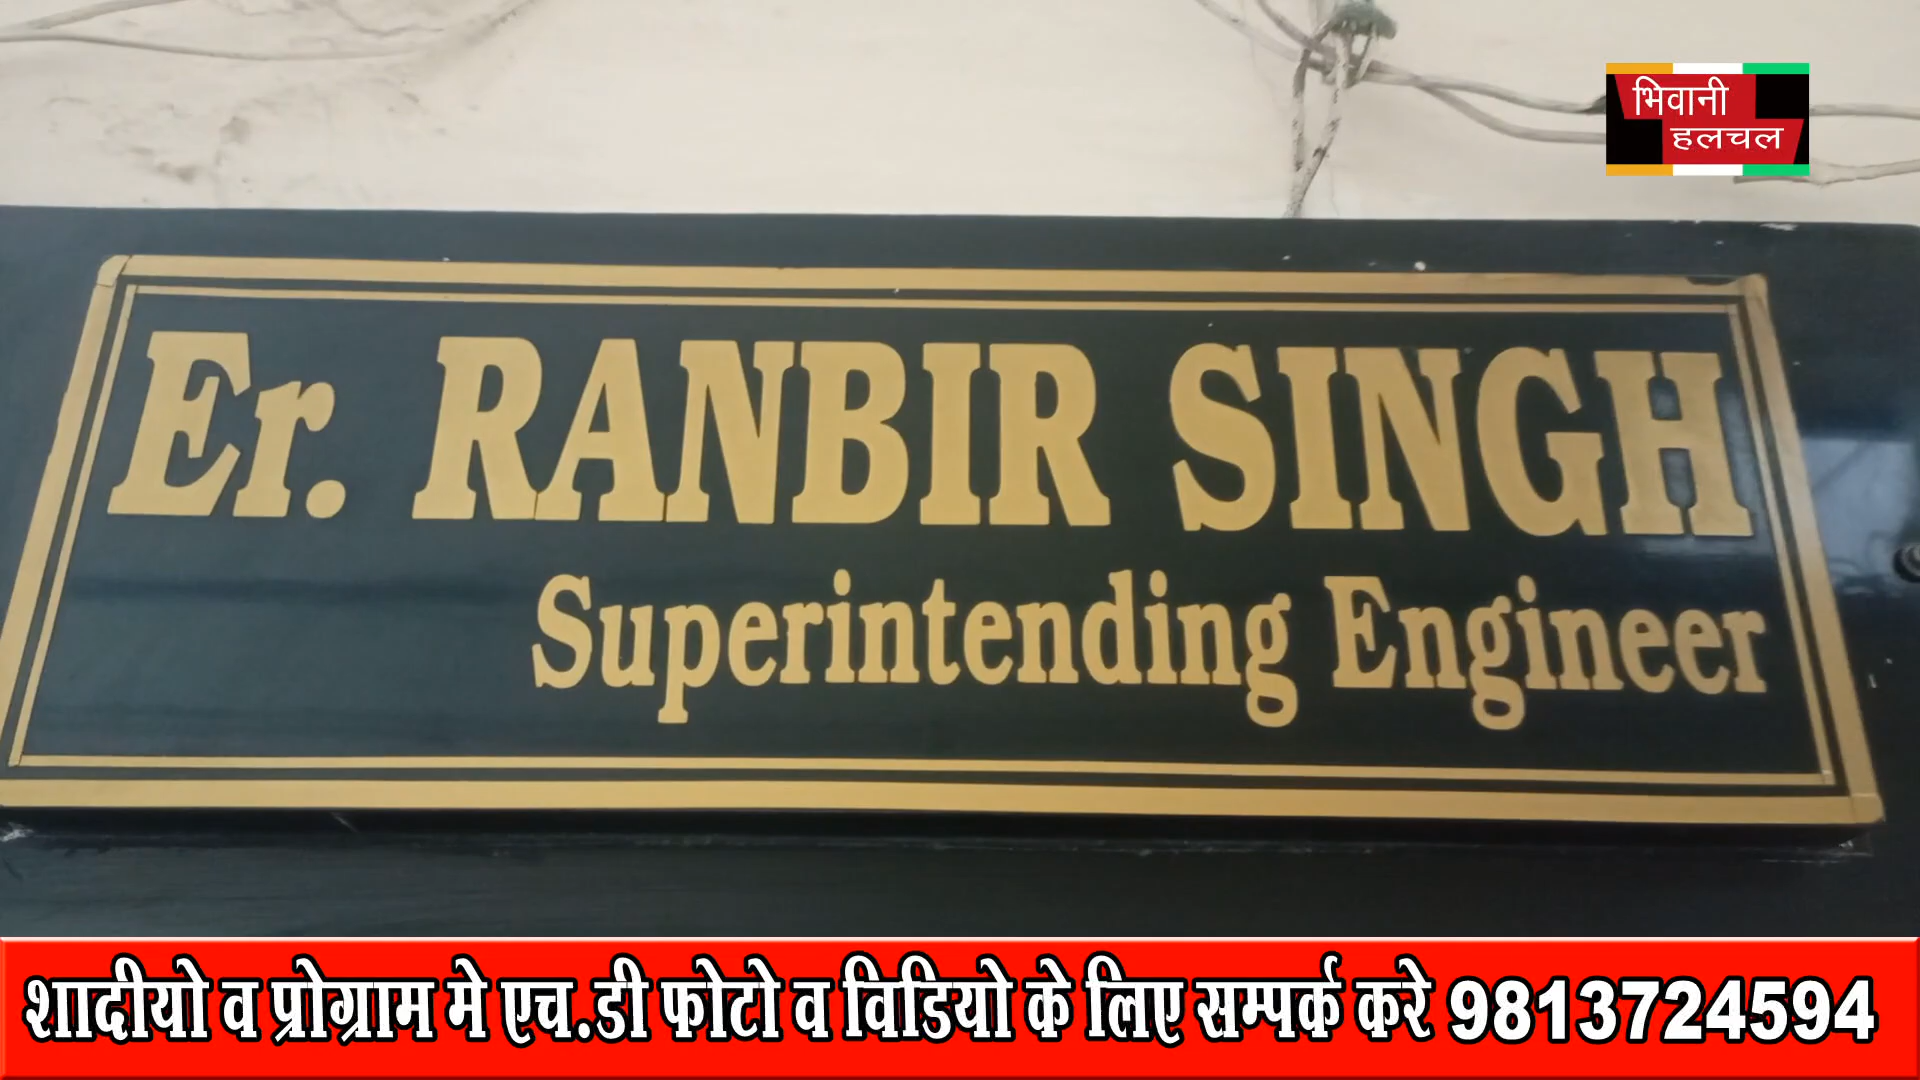 भिवानी
हलचल
Er. RANBIR SINGH
Superintending Engineer
शादीयो व प्रोग्राम मे एच.डी फोटो व विडियो के लिए सम्पर्क करे 9813724594